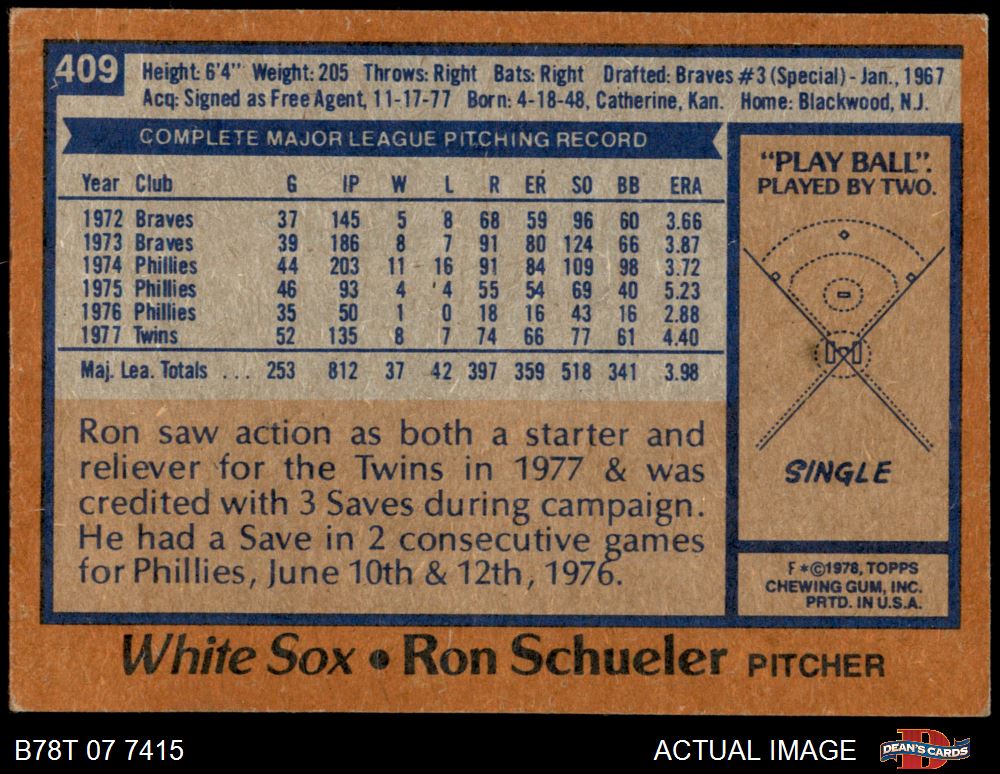 409
Height: 6'4" Weight: 205 Throws: Right Bats: Right Drafted: Braves #3 (Special) - Jan., 1967
Acq: Signed as Free Agent, 11-17-77 Born: 4-18-48, Catherine, Kan. Home: Blackwood, N.J.
COMPLETE MAJOR LEAGUE PITCHING RECORD
Year Club G IP W L R ER SO BB ERA
1972 Braves 37 145 5 8 68 59 96 60 3.66
1973 Braves 39 186 8 7 91 80 124 66 3.87
1974 Phillies 44 203 11 16 91 84 109 98 3.72
1975 Phillies 46 93 4 4 55 54 69 40 5.23
1976 Phillies 35 50 1 0 18 16 43 16 2.88
1977 Twins 52 135 8 7 74 66 77 61 4.40
Maj. Lea. Totals ... 253 812 37 42 397 359 518 341 3.98
Ron saw action as both a starter and
reliever for the Twins in 1977 & was
credited with 3 Saves during campaign.
He had a Save in 2 consecutive games
for Phillies, June 10th & 12th, 1976.
"PLAY BALL".
PLAYED BY TWO.
SINGLE
F*©1978, TOPPS
CHEWING GUM, INC.
PRTD. IN U.S.A.
White Sox • Ron Schueler PITCHER
B78T 07 7415
ACTUAL IMAGE
DEAN'S CARDS